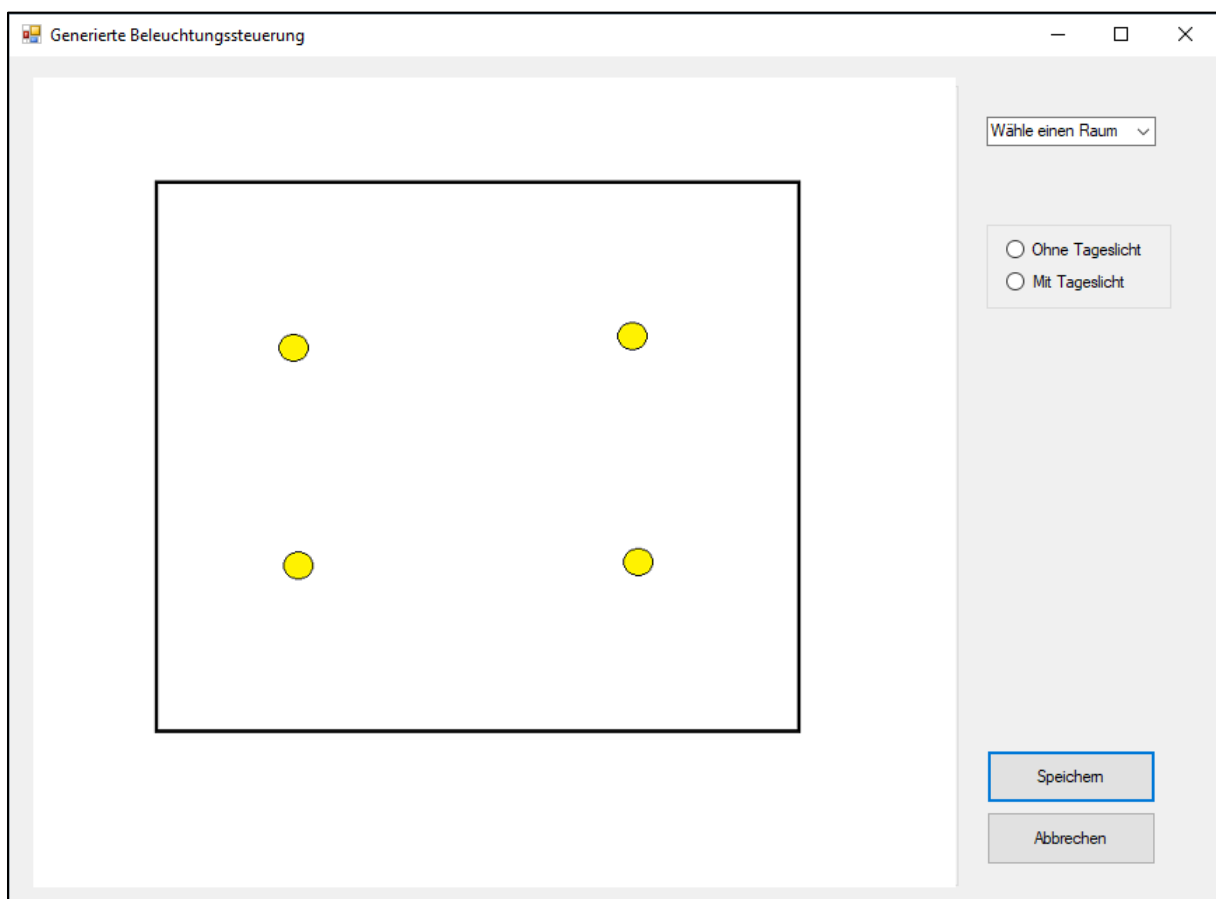 Generierte Beleuchtungssteuerung
Wähle einen Raum
Ohne Tageslicht
Mit Tageslicht
Speichern
Abbrechen